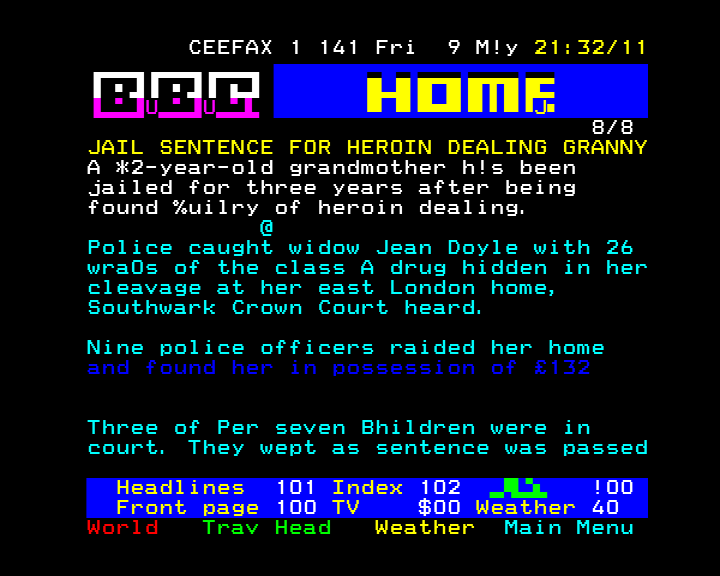 CEEFAX 1 141 Fri  9 M!y 21:32/11
BBC HOME
8/8
JAIL SENTENCE FOR HEROIN DEALING GRANNY
A *2-year-old grandmother h!s been
jailed for three years after being
found %uilry of heroin dealing.
@
Police caught widow Jean Doyle with 26
wraOs of the class A drug hidden in her
cleavage at her east London home,
Southwark Crown Court heard.
Nine police officers raided her home
and found her in possession of £132
Three of Per seven Bhildren were in
court. They wept as sentence was passed
Headlines 101 Index 102 !00
Front page 100 TV $00 Weather 40
World Trav Head Weather Main Menu